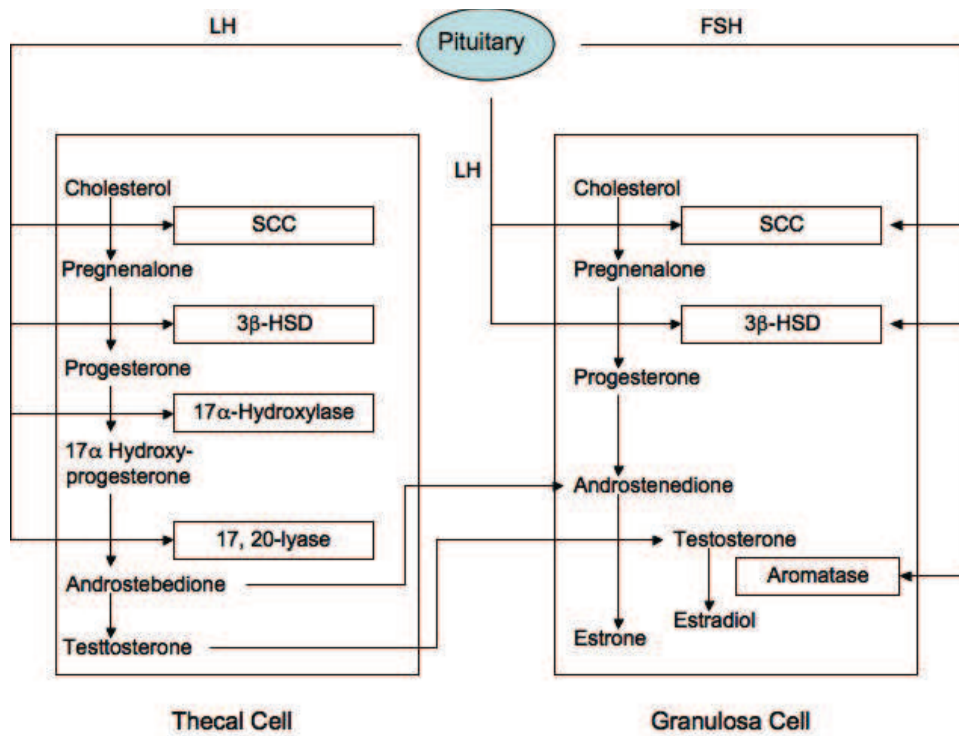 LH
Pituitary
FSH
LH
Cholesterol
SCC
Pregnenalone
3β-HSD
Progesterone
17α-Hydroxylase
17α Hydroxy-
progesterone
17, 20-lyase
Androstebedione
Testtosterone
Thecal Cell
Cholesterol
SCC
Pregnenalone
3β-HSD
Progesterone
Androstenedione
Testosterone
Aromatase
Estradiol
Estrone
Granulosa Cell